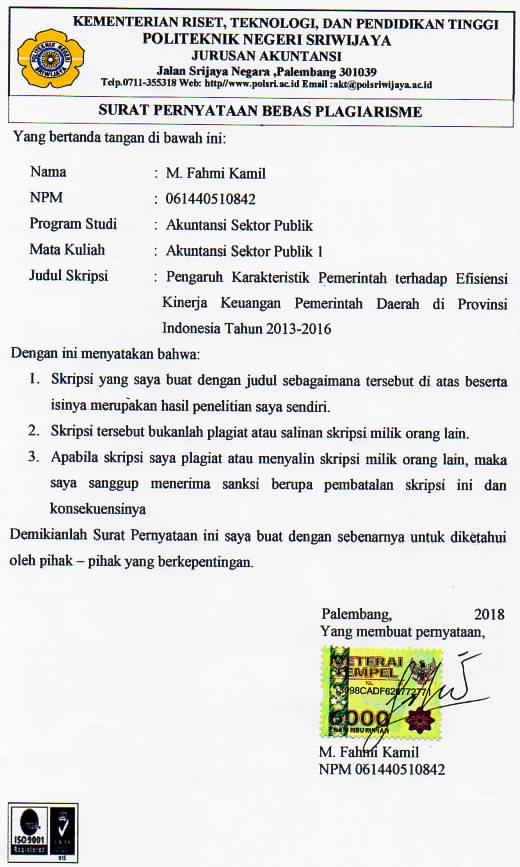 KEMENTERIAN RISET, TEKNOLOGI, DAN PENDIDIKAN TINGGI
POLITEKNIK NEGERI SRIWIJAYA
JURUSAN AKUNTANSI
Jalan Srijaya Negara ,Palembang 301039
Telp.0711-355318 Web: http//www.polsri.ac.id Email :akt@polsriwijaya.ac.id
SURAT PERNYATAAN BEBAS PLAGIARISME
Yang bertanda tangan di bawah ini:
Nama : M. Fahmi Kamil
NPM : 061440510842
Program Studi : Akuntansi Sektor Publik
Mata Kuliah : Akuntansi Sektor Publik 1
Judul Skripsi : Pengaruh Karakteristik Pemerintah terhadap Efisiensi
Kinerja Keuangan Pemerintah Daerah di Provinsi
Indonesia Tahun 2013-2016
Dengan ini menyatakan bahwa:
1. Skripsi yang saya buat dengan judul sebagaimana tersebut di atas beserta
isinya merupakan hasil penelitian saya sendiri.
2. Skripsi tersebut bukanlah plagiat atau salinan skripsi milik orang lain.
3. Apabila skripsi saya plagiat atau menyalin skripsi milik orang lain, maka
saya sanggup menerima sanksi berupa pembatalan skripsi ini dan
konsekuensinya
Demikianlah Surat Pernyataan ini saya buat dengan sebenarnya untuk diketahui
oleh pihak – pihak yang berkepentingan.
Palembang, 2018
Yang membuat pernyataan,
METERAI
TEMPEL
6000
ENAM RIBU RUPIAH
M. Fahmi Kamil
NPM 061440510842
ISO 9001
Registered